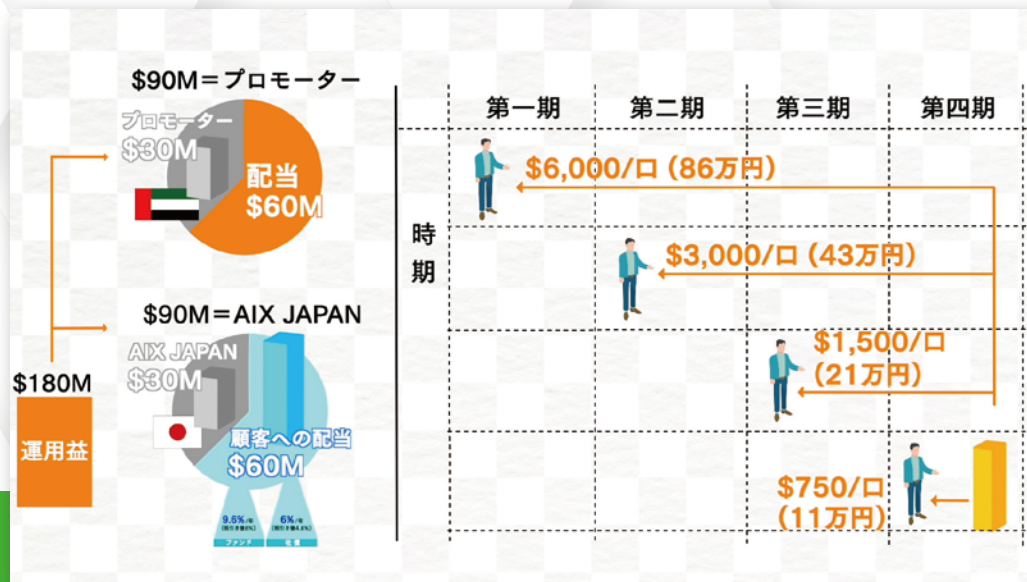 $90M=プロモーター
プロモーター
$30M
配当
$60M
$90M=AIX JAPAN
AIX JAPAN
$30M
顧客への配当
$60M
$180M
運用益
9.6%/年
6%/年
ファンド
社債
時期
第一期
第二期
第三期
第四期
$6,000/口 (86万円)
$3,000/口 (43万円)
$1,500/口
(21万円)
$750/口
(11万円)